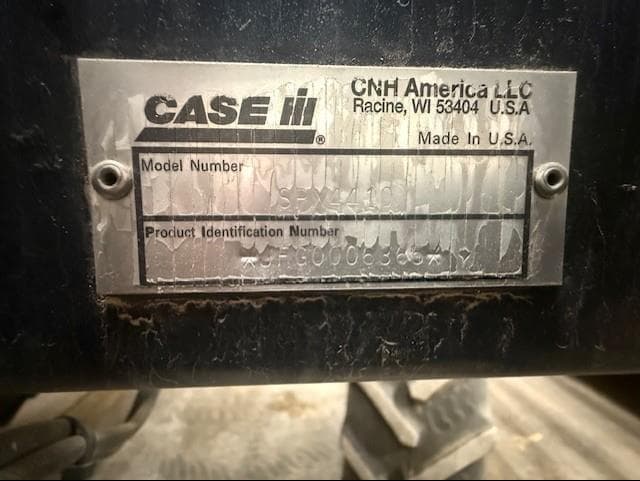 CASE IH ®
CNH America LLC
Racine, WI 53404 U.S.A
Made In U.S.A.
Model Number
SPX4410
Product Identification Number